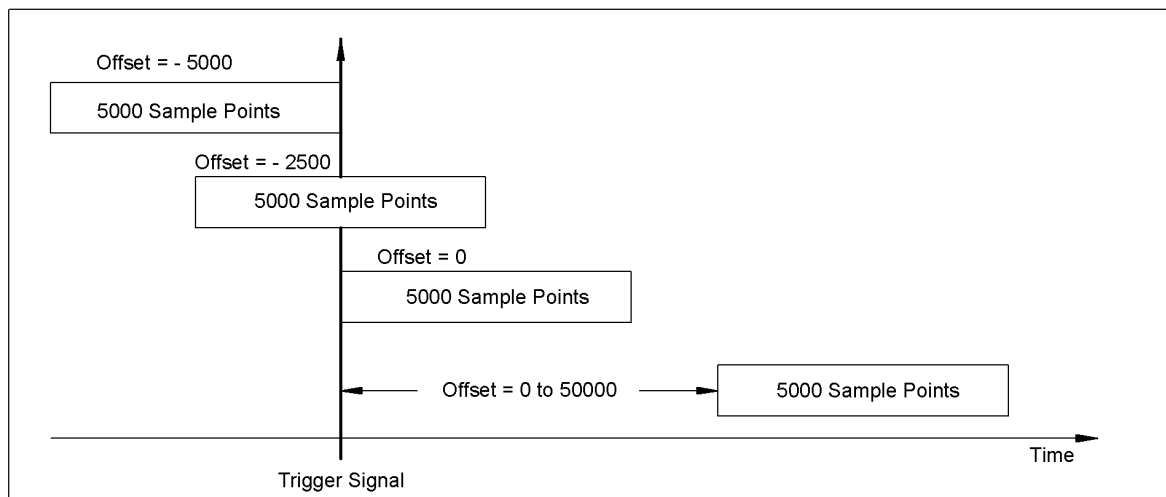 Offset = - 5000
5000 Sample Points
Offset = - 2500
5000 Sample Points
Offset = 0
5000 Sample Points
Offset = 0 to 50000
5000 Sample Points
Time
Trigger Signal